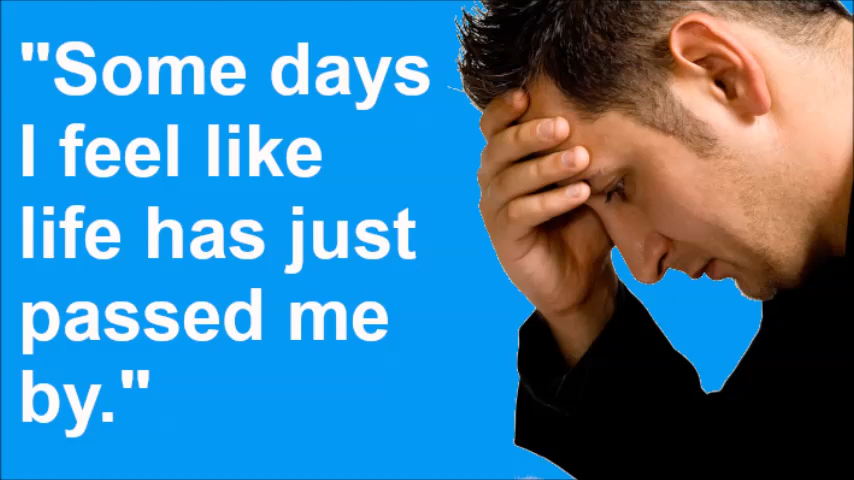 "Some days
I feel like
life has just
passed me
by."